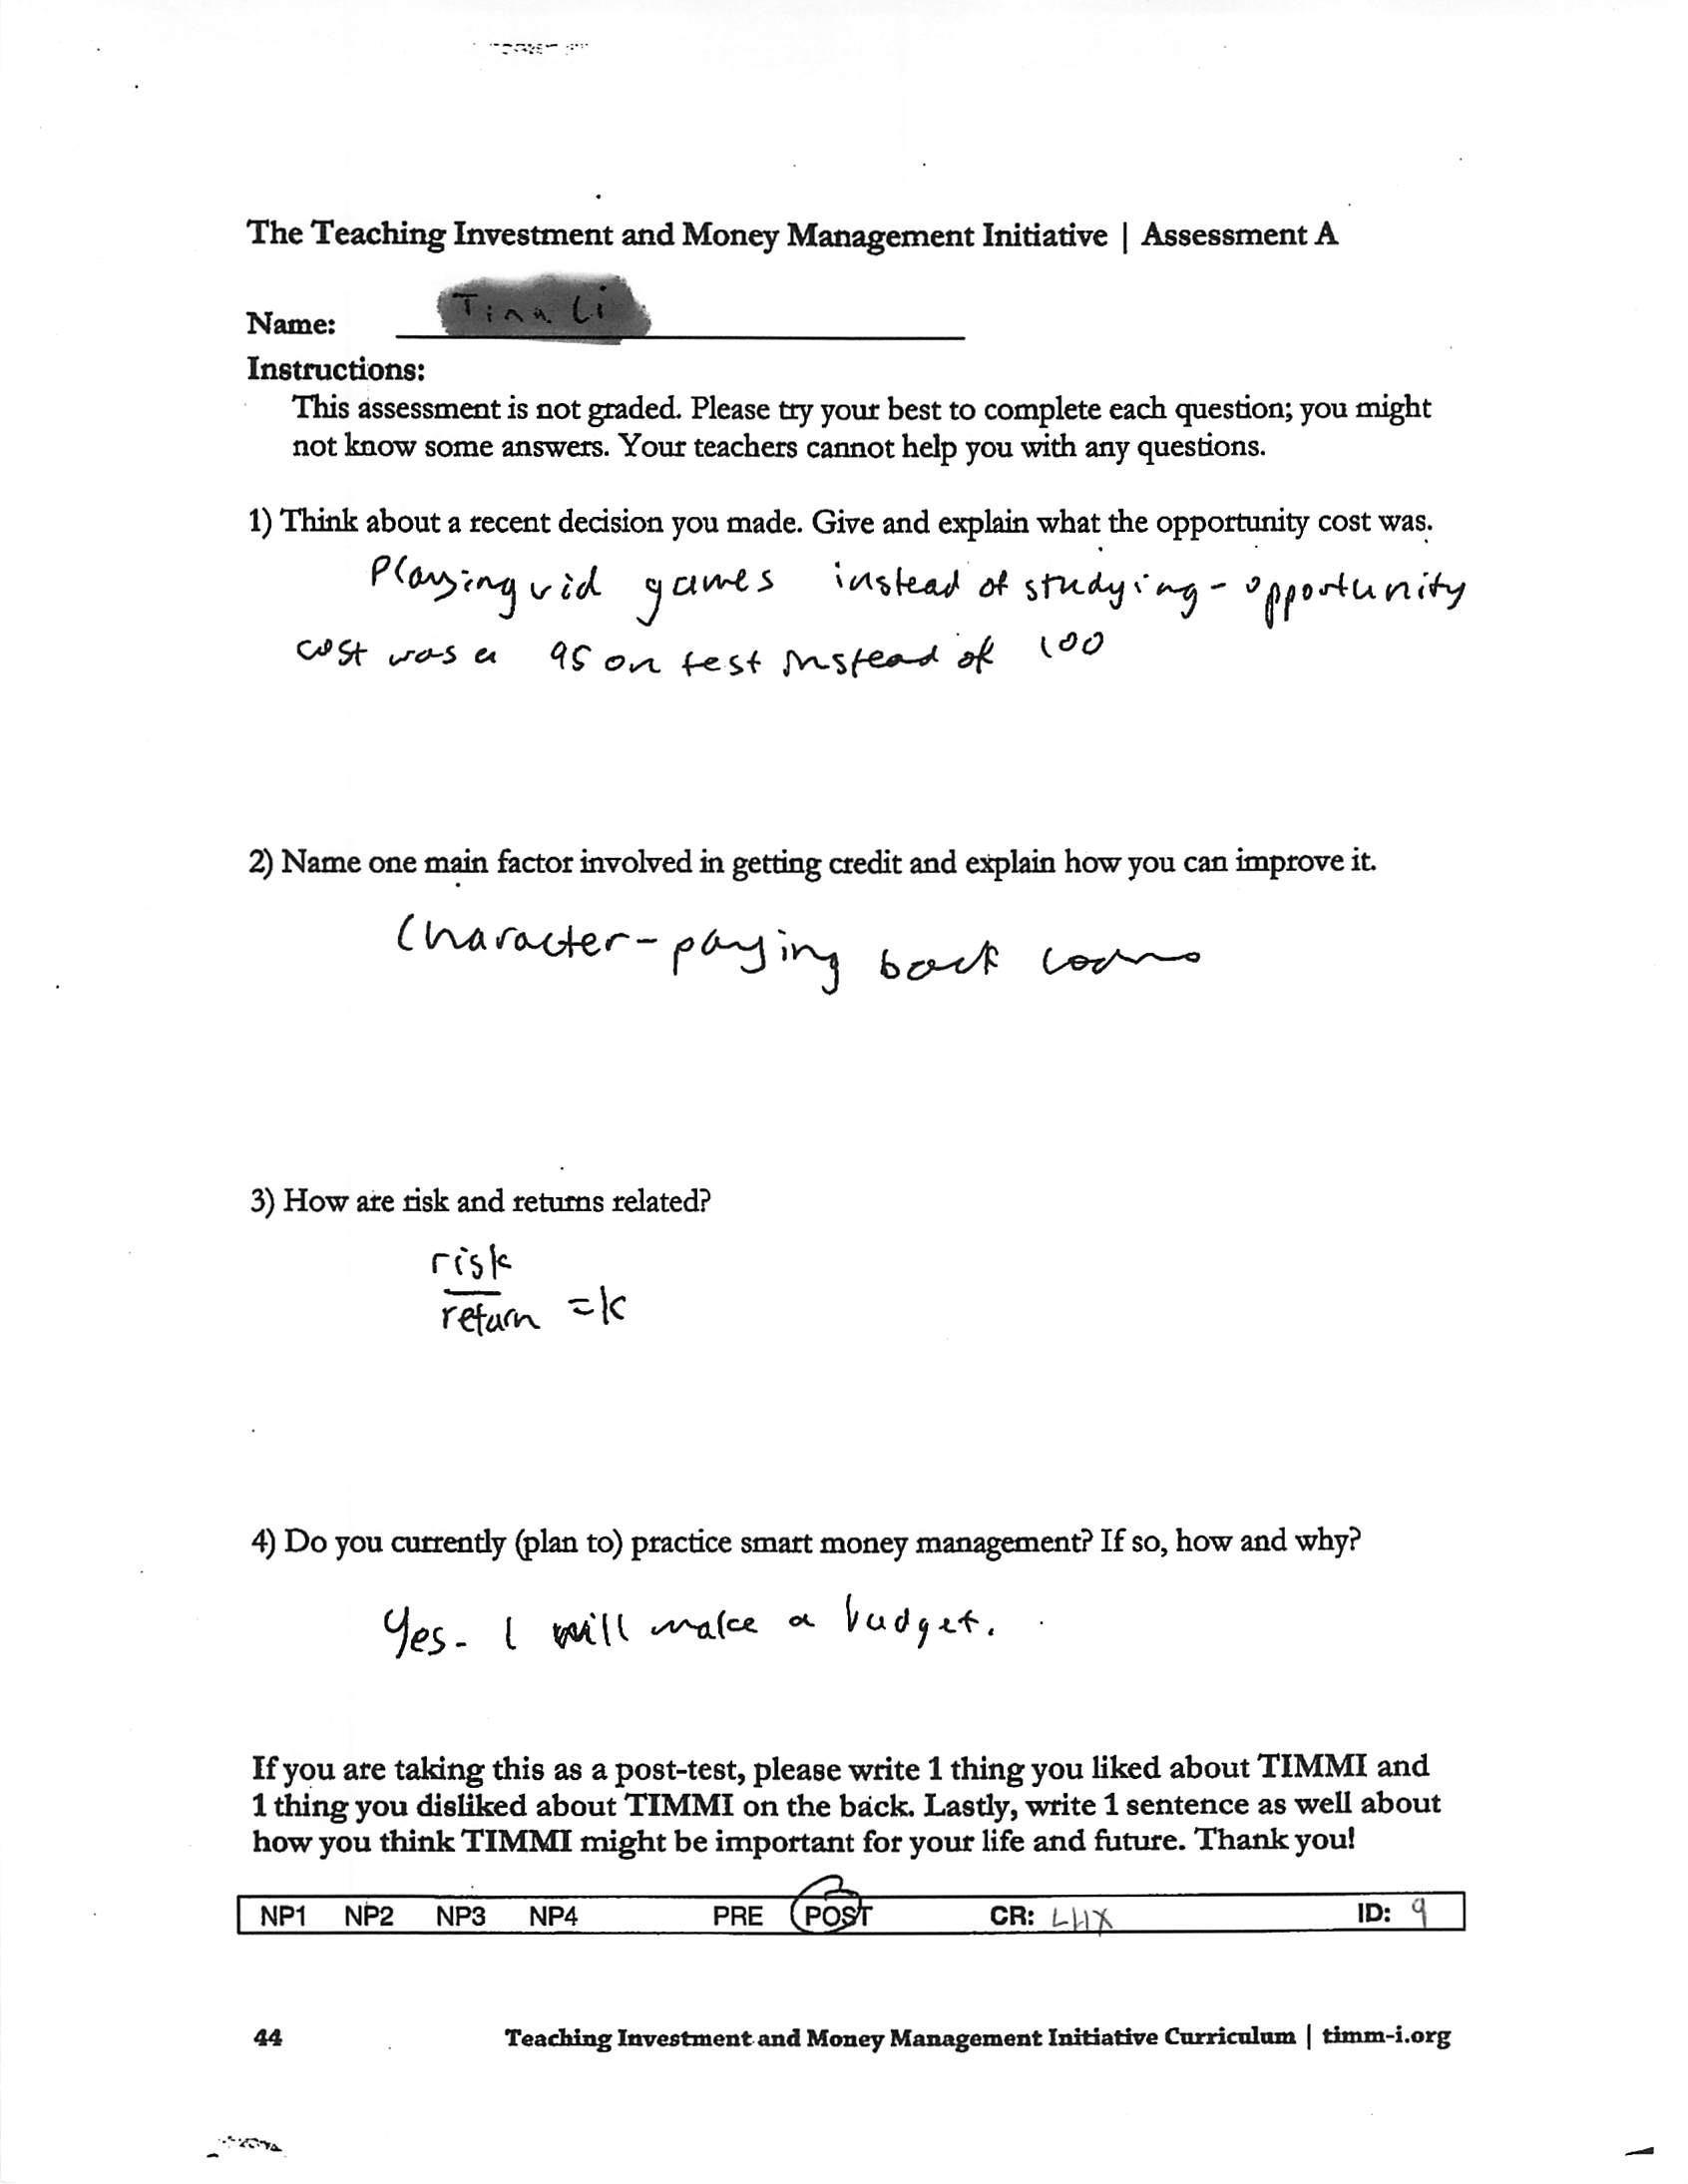 The Teaching Investment and Money Management Initiative | Assessment A
Name:
Instructions:
This assessment is not graded. Please try your best to complete each question; you might
not know some answers. Your teachers cannot help you with any questions.
1) Think about a recent decision you made. Give and explain what the opportunity cost was.
Playing vid games instead of studying - opportunity
cost was a 95 on test instead of 100
2) Name one main factor involved in getting credit and explain how you can improve it.
Character - paying back loans
3) How are risk and returns related?
risk
return = k
4) Do you currently (plan to) practice smart money management? If so, how and why?
Yes - I will make a budget.
If you are taking this as a post-test, please write 1 thing you liked about TIMMI and
1 thing you disliked about TIMMI on the back. Lastly, write 1 sentence as well about
how you think TIMMI might be important for your life and future. Thank you!
NP1 NP2 NP3 NP4 PRE POST CR: ID: 9
44 Teaching Investment and Money Management Initiative Curriculum | timm-i.org